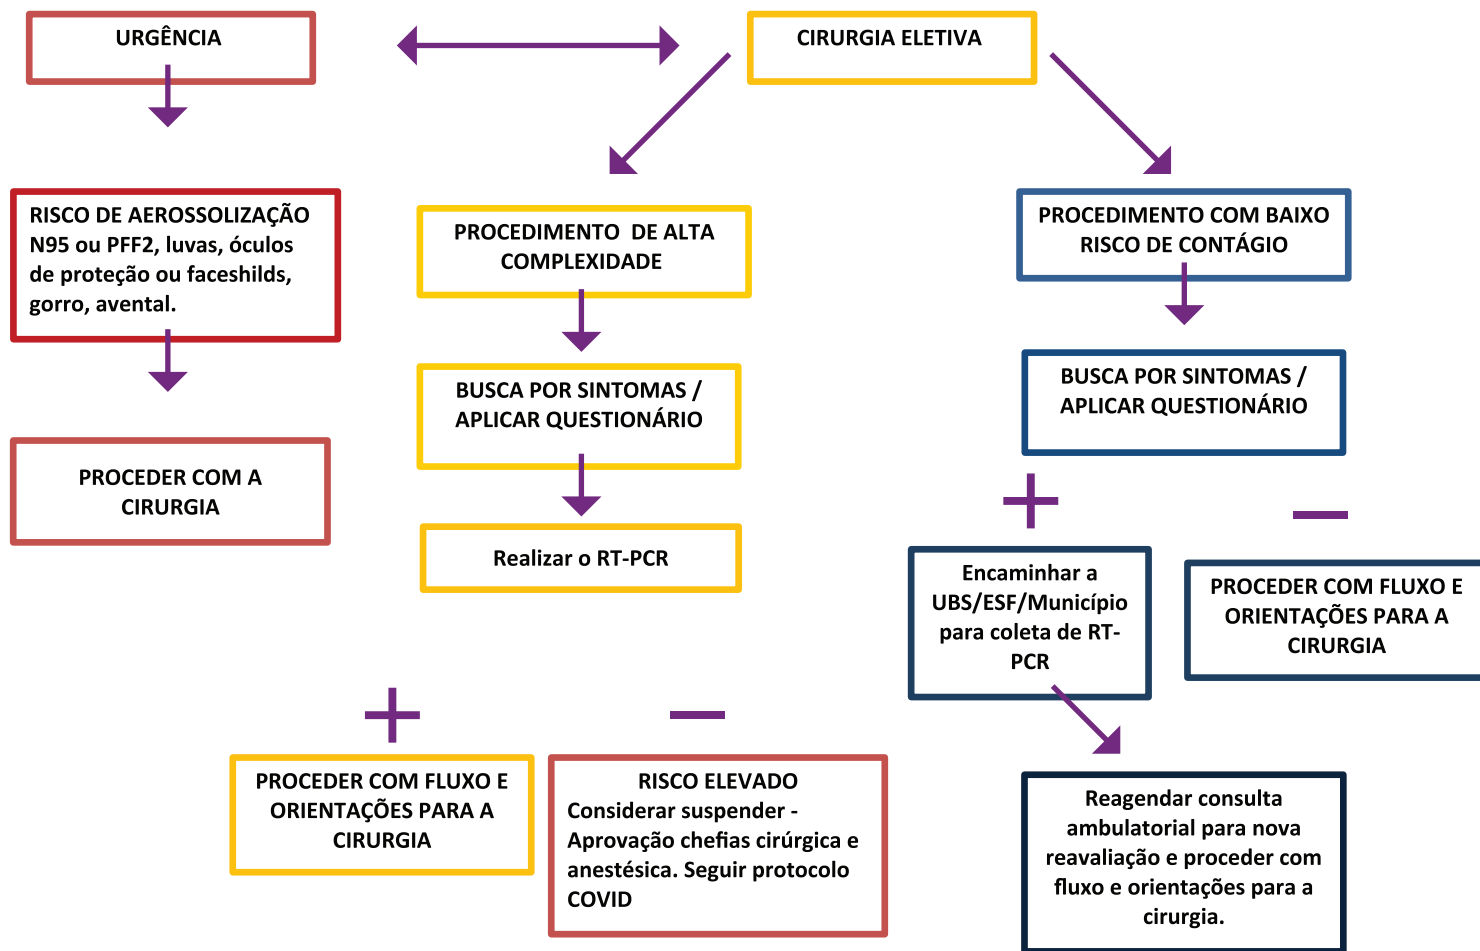 URGÊNCIA
CIRURGIA ELETIVA
RISCO DE AEROSSOLIZAÇÃO
N95 ou PFF2, luvas, óculos
de proteção ou faceshilds,
gorro, avental.
PROCEDER COM A
CIRURGIA
PROCEDIMENTO DE ALTA
COMPLEXIDADE
BUSCA POR SINTOMAS /
APLICAR QUESTIONÁRIO
Realizar o RT-PCR
+
−
PROCEDER COM FLUXO E
ORIENTAÇÕES PARA A
CIRURGIA
RISCO ELEVADO
Considerar suspender -
Aprovação chefias cirúrgica e
anestésica. Seguir protocolo
COVID
PROCEDIMENTO COM BAIXO
RISCO DE CONTÁGIO
BUSCA POR SINTOMAS /
APLICAR QUESTIONÁRIO
+
−
Encaminhar a
UBS/ESF/Município
para coleta de RT-
PCR
PROCEDER COM FLUXO E
ORIENTAÇÕES PARA A
CIRURGIA
Reagendar consulta
ambulatorial para nova
reavaliação e proceder com
fluxo e orientações para a
cirurgia.